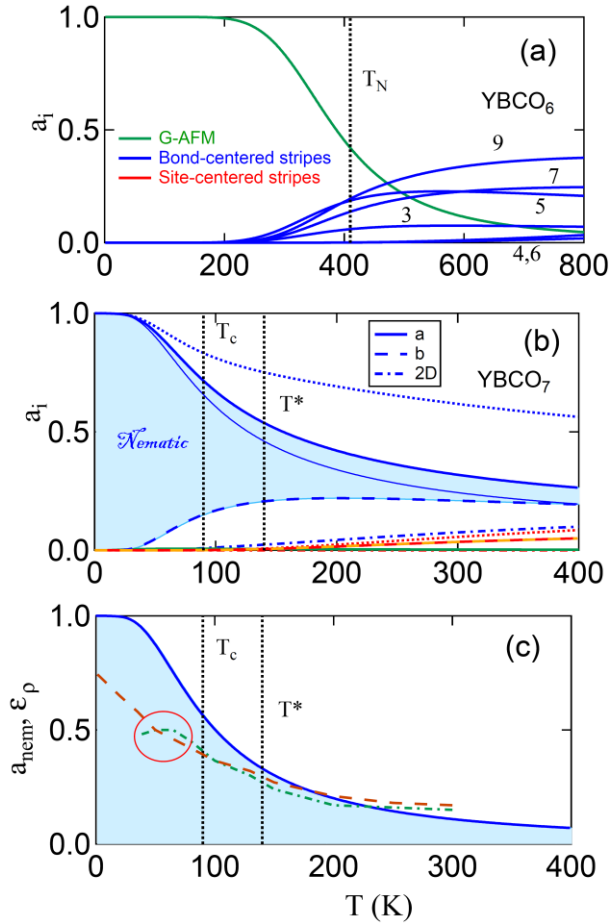 (a)
1.0
T_N
YBCO₆
a_i
0.5
G-AFM
Bond-centered stripes
Site-centered stripes
9
7
5
3
4,6
0.0
0 200 400 600 800
(b)
1.0
T_c
a
b
2D
YBCO₇
T*
a_i
0.5
Nematic
0.0
0 100 200 300 400
(c)
1.0
T_c
T*
a_nem, ε_ρ
0.5
0.0
0 100 200 300 400
T (K)